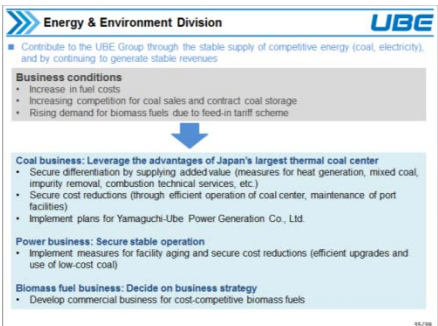 Energy & Environment Division
UBE
■ Contribute to the UBE Group through the stable supply of competitive energy (coal, electricity),
and by continuing to generate stable revenues
Business conditions
• Increase in fuel costs
• Increasing competition for coal sales and contract coal storage
• Rising demand for biomass fuels due to feed-in tariff scheme
Coal business: Leverage the advantages of Japan's largest thermal coal center
• Secure differentiation by supplying added value (measures for heat generation, mixed coal,
impurity removal, combustion technical services, etc.)
• Secure cost reductions (through efficient operation of coal center, maintenance of port
facilities)
• Implement plans for Yamaguchi-Ube Power Generation Co., Ltd.
Power business: Secure stable operation
• Implement measures for facility aging and secure cost reductions (efficient upgrades and
use of low-cost coal)
Biomass fuel business: Decide on business strategy
• Develop commercial business for cost-competitive biomass fuels
35/39